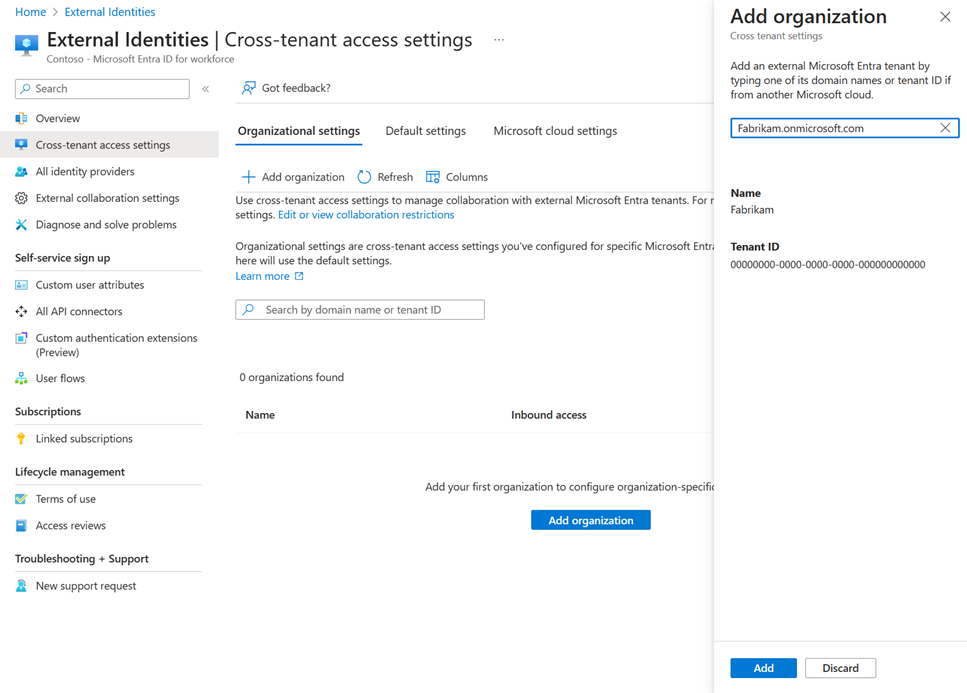 Home > External Identities
External Identities | Cross-tenant access settings ...
Contoso - Microsoft Entra ID for workforce
Search
«
Overview
Cross-tenant access settings
All identity providers
External collaboration settings
Diagnose and solve problems
Self-service sign up
Custom user attributes
All API connectors
Custom authentication extensions
(Preview)
User flows
Subscriptions
Linked subscriptions
Lifecycle management
Terms of use
Access reviews
Troubleshooting + Support
New support request
Got feedback?
Organizational settings Default settings Microsoft cloud settings
Add organization Refresh Columns
Use cross-tenant access settings to manage collaboration with external Microsoft Entra tenants. For
settings. Edit or view collaboration restrictions
Organizational settings are cross-tenant access settings you've configured for specific Microsoft Entra
here will use the default settings.
Learn more
Search by domain name or tenant ID
0 organizations found
Name Inbound access
Add your first organization to configure organization-specific
Add organization
Add organization
Cross tenant settings
Add an external Microsoft Entra tenant by
typing one of its domain names or tenant ID if
from another Microsoft cloud.
Fabrikam.onmicrosoft.com
Name
Fabrikam
Tenant ID
00000000-0000-0000-0000-000000000000
Add Discard